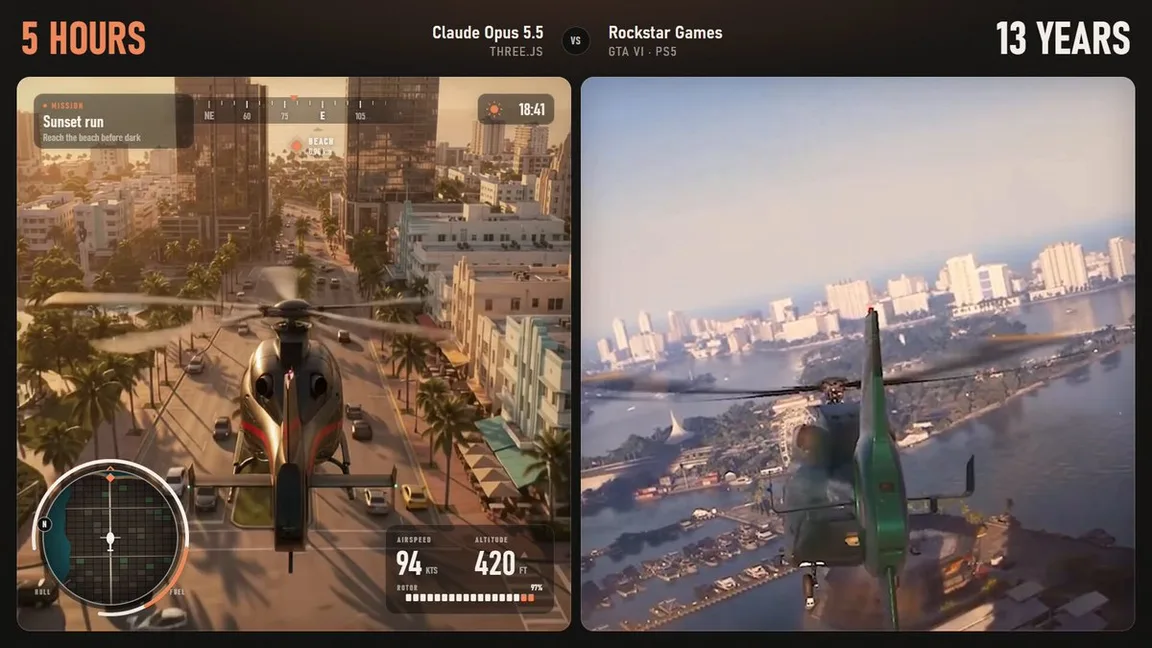 5 HOURS
Claude Opus 5.5
THREE.JS
VS
Rockstar Games
GTA VI · PS5
13 YEARS
MISSION
Sunset run
Reach the beach before dark
NE 60 75 E 105
18:41
BEACH
N
HULL
FUEL
AIRSPEED
94 KTS
ALTITUDE
420 FT
ROTOR
97%